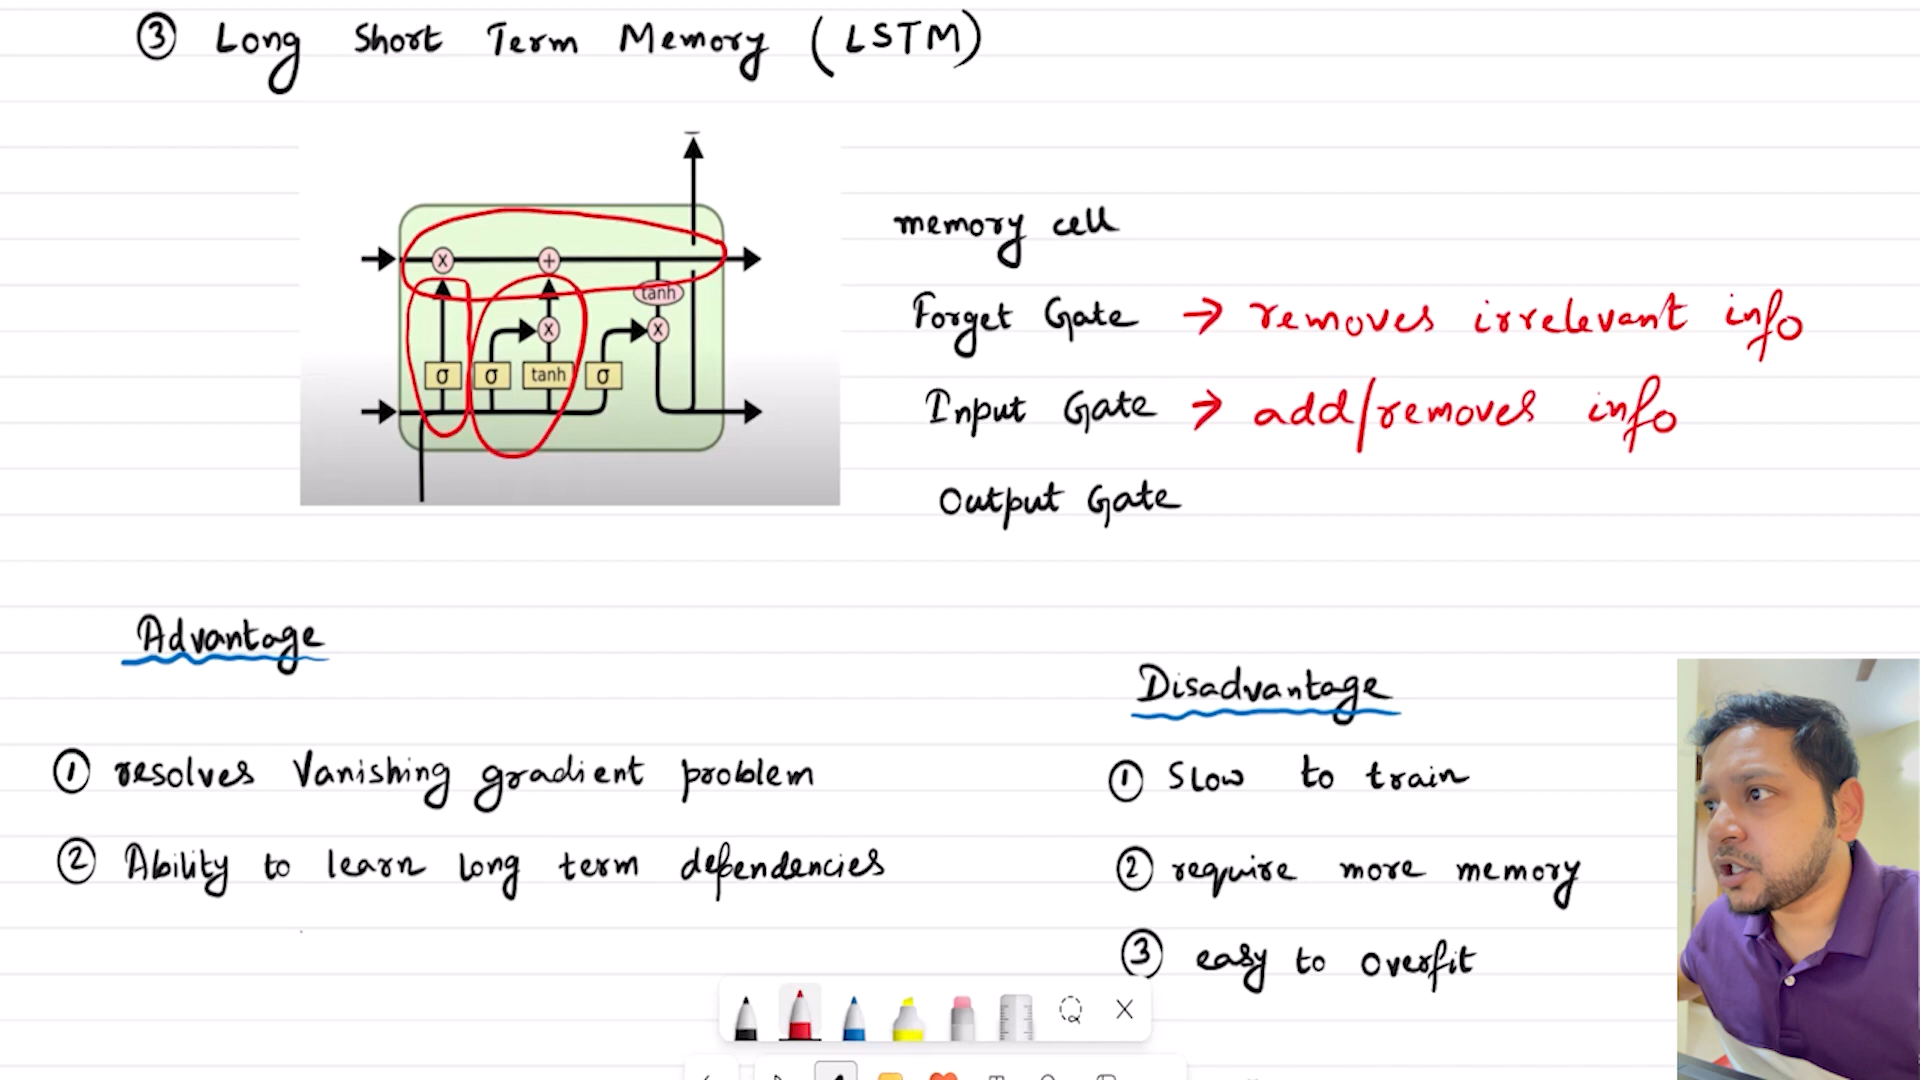 ③ Long Short Term Memory (LSTM)
x
+
tanh
x
x
σ
σ
tanh
σ
memory cell
Forget Gate → removes irrelevant info
Input Gate → add/removes info
Output Gate
Advantage
① resolves Vanishing gradient problem
② Ability to learn long term dependencies
Disadvantage
① Slow to train
② require more memory
③ easy to overfit